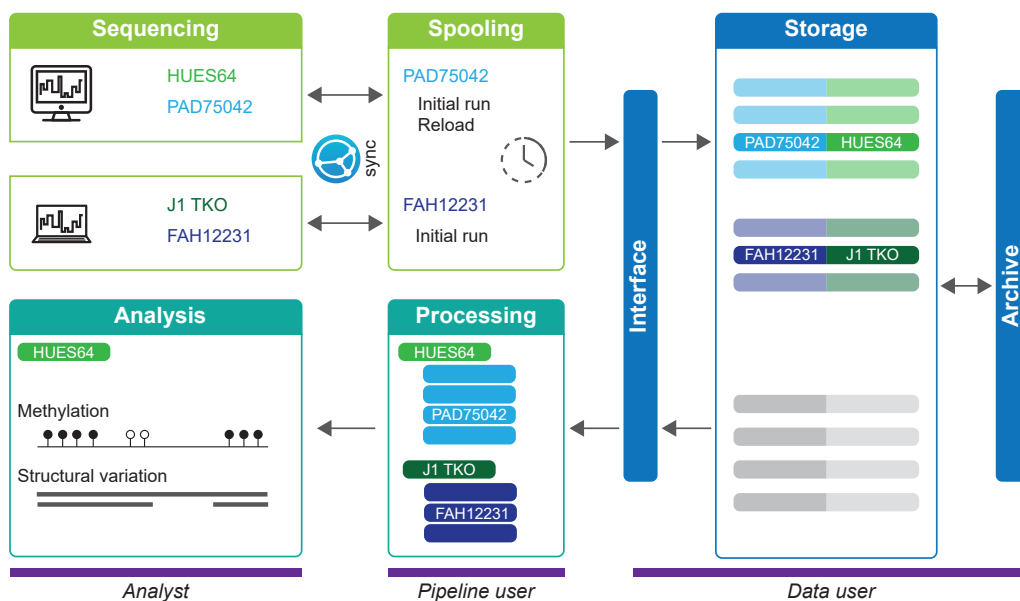 Sequencing
HUES64
PAD75042
J1 TKO
FAH12231
sync
Spooling
PAD75042
Initial run
Reload
FAH12231
Initial run
Interface
Storage
PAD75042 HUES64
FAH12231 J1 TKO
Archive
Analysis
HUES64
Methylation
Structural variation
Processing
HUES64
PAD75042
J1 TKO
FAH12231
Analyst
Pipeline user
Data user